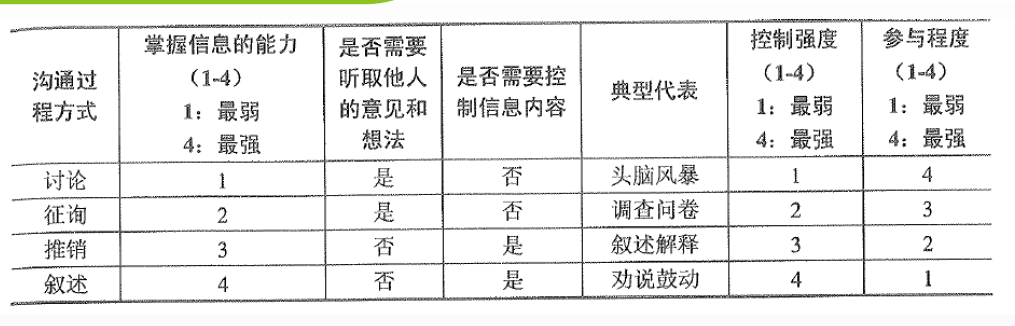 沟通过程方式 掌握信息的能力（1-4）1：最弱 4：最强 是否需要听取他人的意见和想法 是否需要控制信息内容 典型代表 控制强度（1-4）1：最弱 4：最强 参与程度（1-4）1：最弱 4：最强
讨论 1 是 否 头脑风暴 1 4
征询 2 是 否 调查问卷 2 3
推销 3 否 是 叙述解释 3 2
叙述 4 否 是 劝说鼓动 4 1